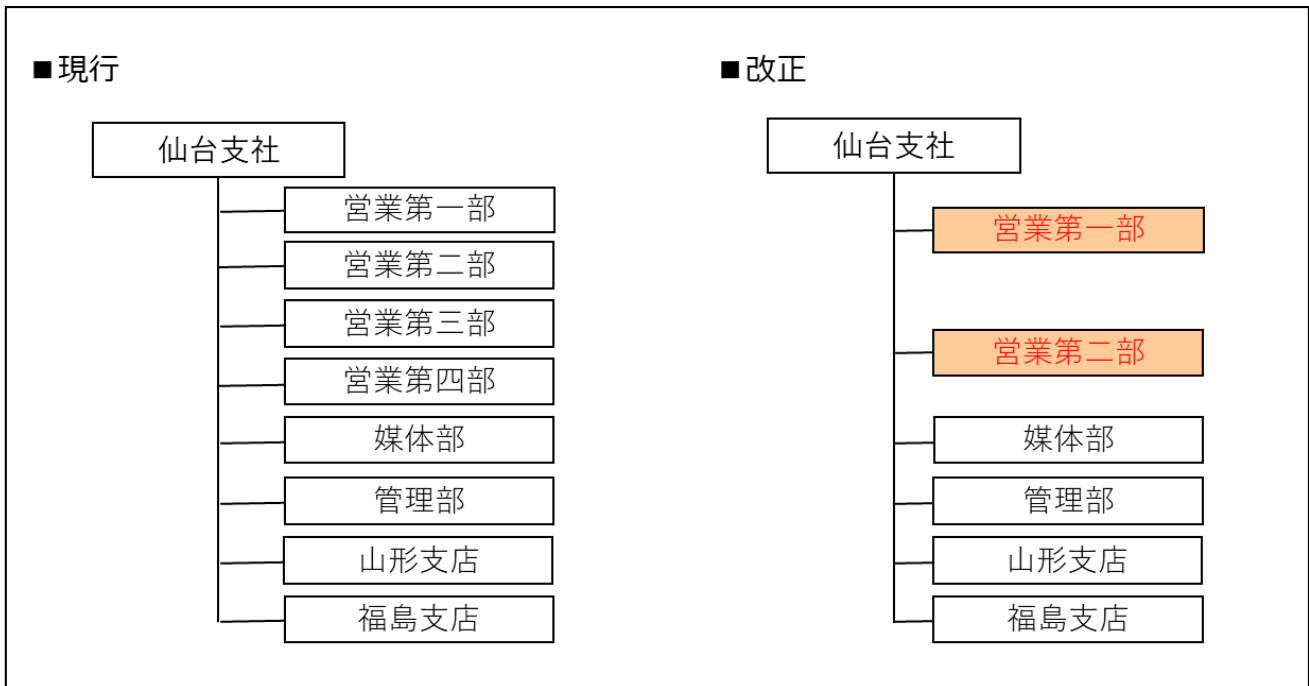 ■現行
仙台支社
営業第一部
営業第二部
営業第三部
営業第四部
媒体部
管理部
山形支店
福島支店
■改正
仙台支社
営業第一部
営業第二部
媒体部
管理部
山形支店
福島支店